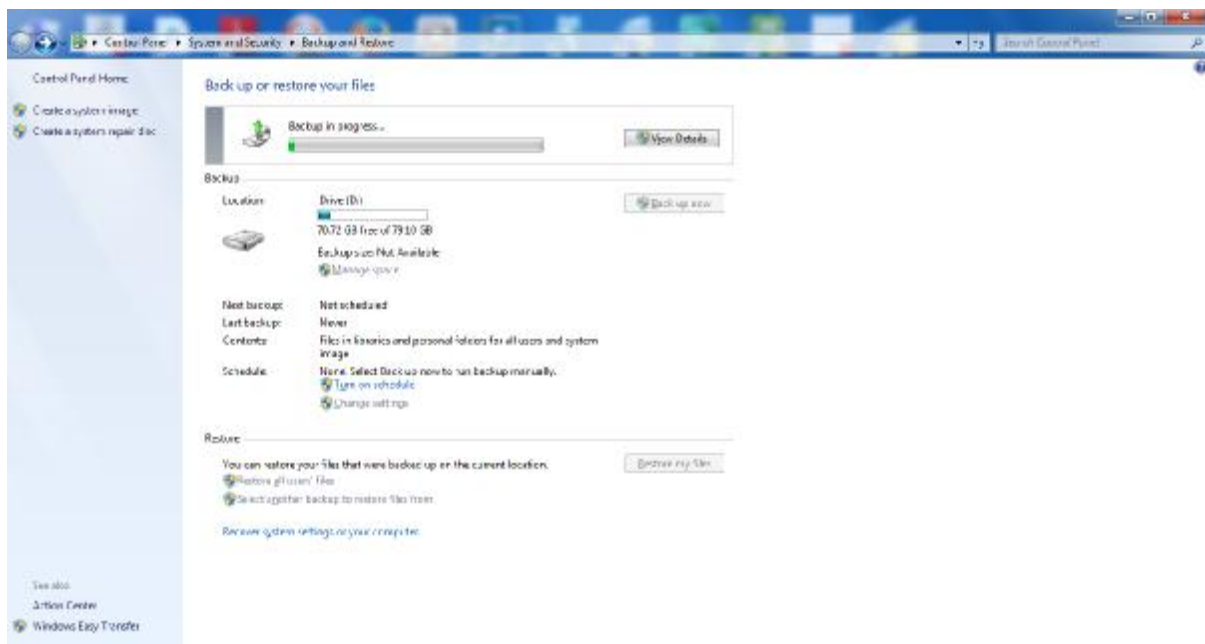 Control Panel ▸ System and Security ▸ Backup and Restore
Search Control Panel
Control Panel Home
Create a system image
Create a system repair disc
Back up or restore your files
Backup in progress...
View Details
Backup
Location:
Drive (D:)
Back up now
70.72 GB free of 79.10 GB
Backup size: Not Available
Manage space
Next backup: Not scheduled
Last backup: Never
Contents: Files in libraries and personal folders for all users and system
image
Schedule: None. Select Back up now to run backup manually.
Turn on schedule
Change settings
Restore
You can restore your files that were backed up on the current location.
Restore my files
Restore all users' files
Select another backup to restore files from
Recover system settings or your computer
See also
Action Center
Windows Easy Transfer